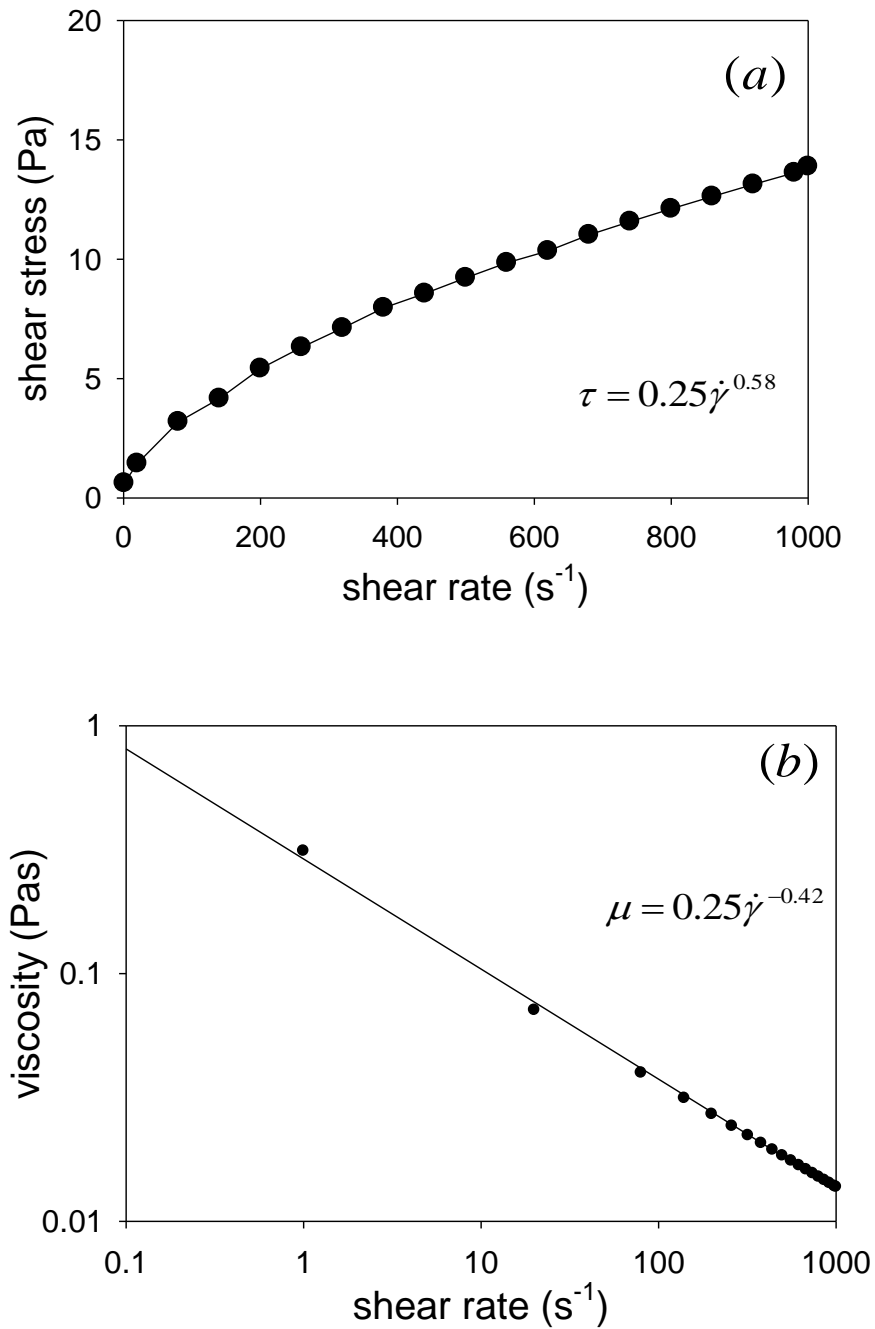 20
(a)
15
shear stress (Pa)
10
5
τ = 0.25γ̇^0.58
0
0 200 400 600 800 1000
shear rate (s⁻¹)
1
(b)
viscosity (Pas)
μ = 0.25γ̇^−0.42
0.1
0.01
0.1 1 10 100 1000
shear rate (s⁻¹)